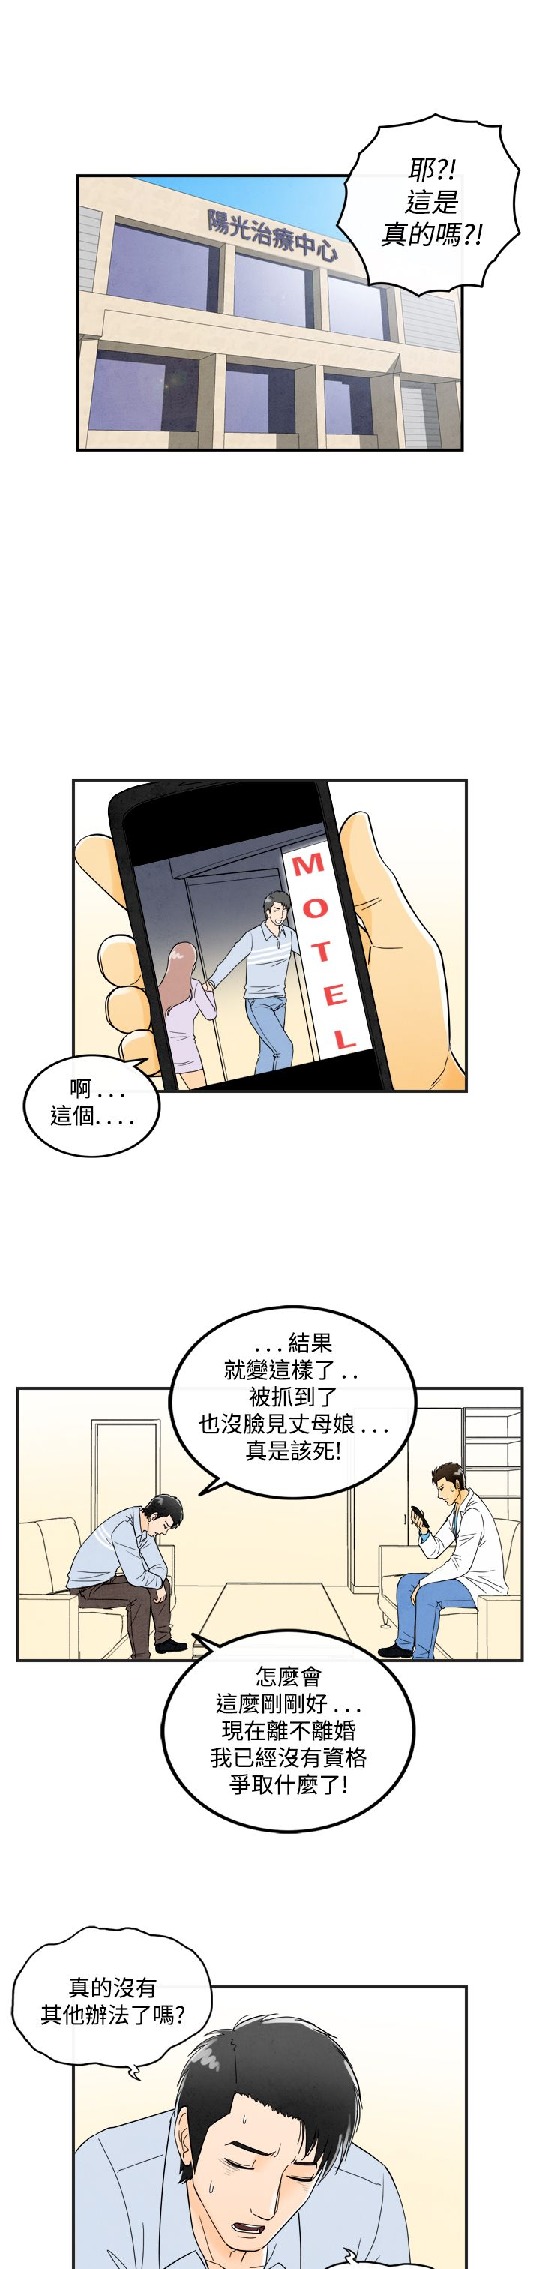 耶?!
這是
真的嗎?!
陽光治療中心
MOTEL
啊...
這個....
...結果
就變這樣了..
被抓到了
也沒臉見丈母娘...
真是該死!
怎麼會
這麼剛剛好...
現在離不離婚
我已經沒有資格
爭取什麼了!
真的沒有
其他辦法了嗎?